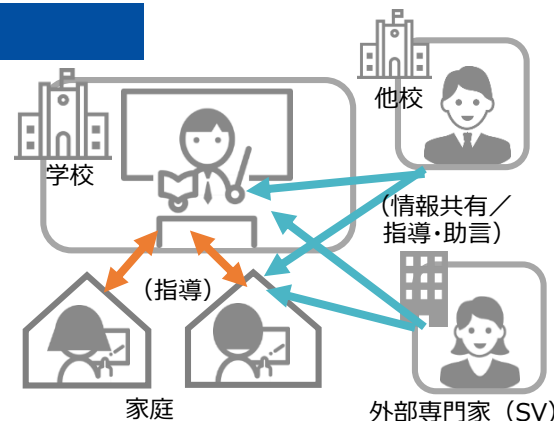 他校
学校
（情報共有／
指導・助言）
（指導）
家庭
外部専門家（SV）